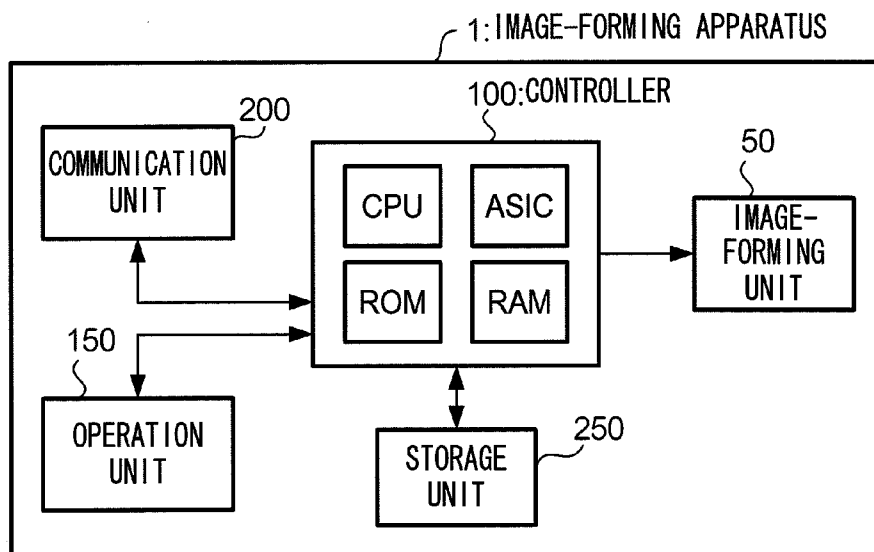 1:IMAGE-FORMING APPARATUS
100:CONTROLLER
200
COMMUNICATION
UNIT
CPU
ASIC
ROM
RAM
50
IMAGE-
FORMING
UNIT
150
OPERATION
UNIT
STORAGE
UNIT
250